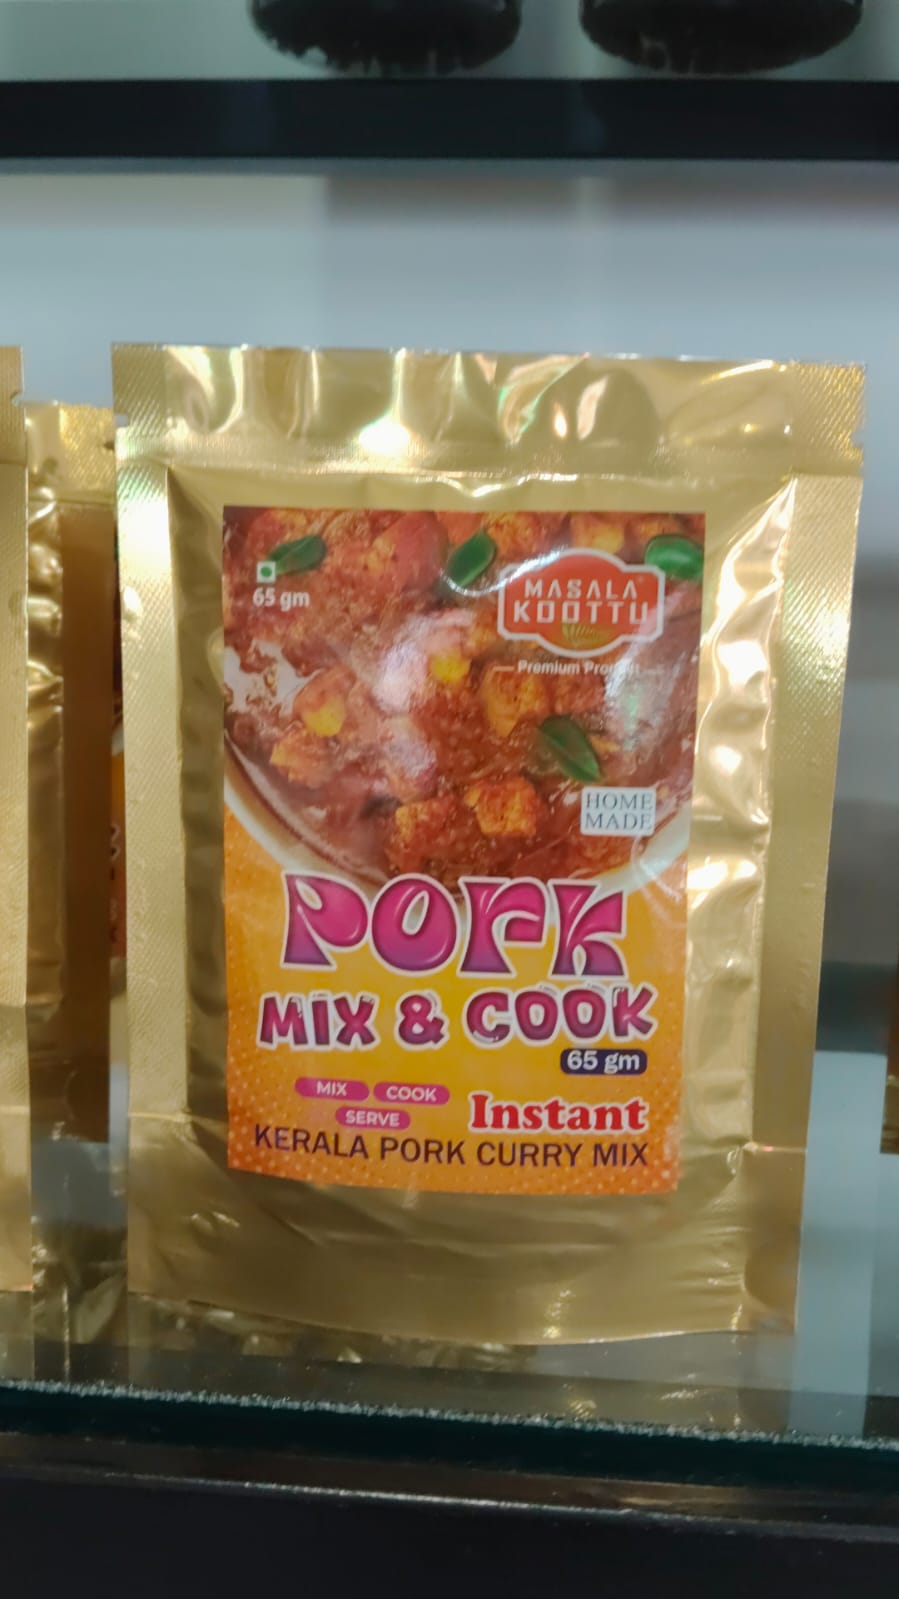 65 gm
MASALA
KOOTTU
Premium Product
HOME
MADE
Pork
MIX & COOK
65 gm
MIX COOK
SERVE
Instant
KERALA PORK CURRY MIX